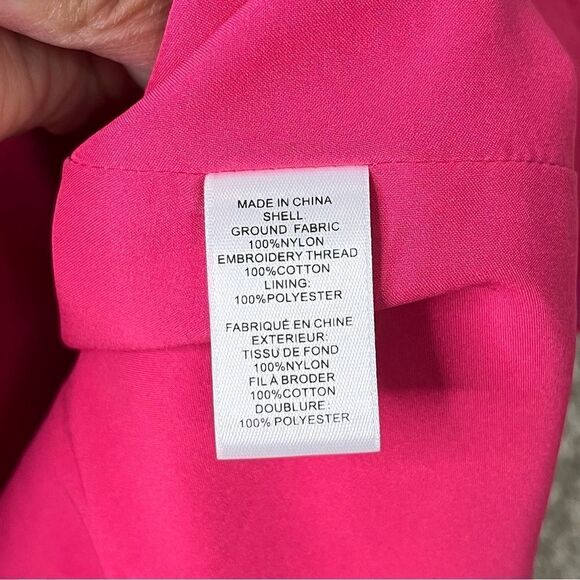 MADE IN CHINA
SHELL
GROUND FABRIC
100%NYLON
EMBROIDERY THREAD
100%COTTON
LINING:
100%POLYESTER
FABRIQUÉ EN CHINE
EXTERIEUR:
TISSU DE FOND
100%NYLON
FIL À BRODER
100%COTTON
DOUBLURE:
100% POLYESTER